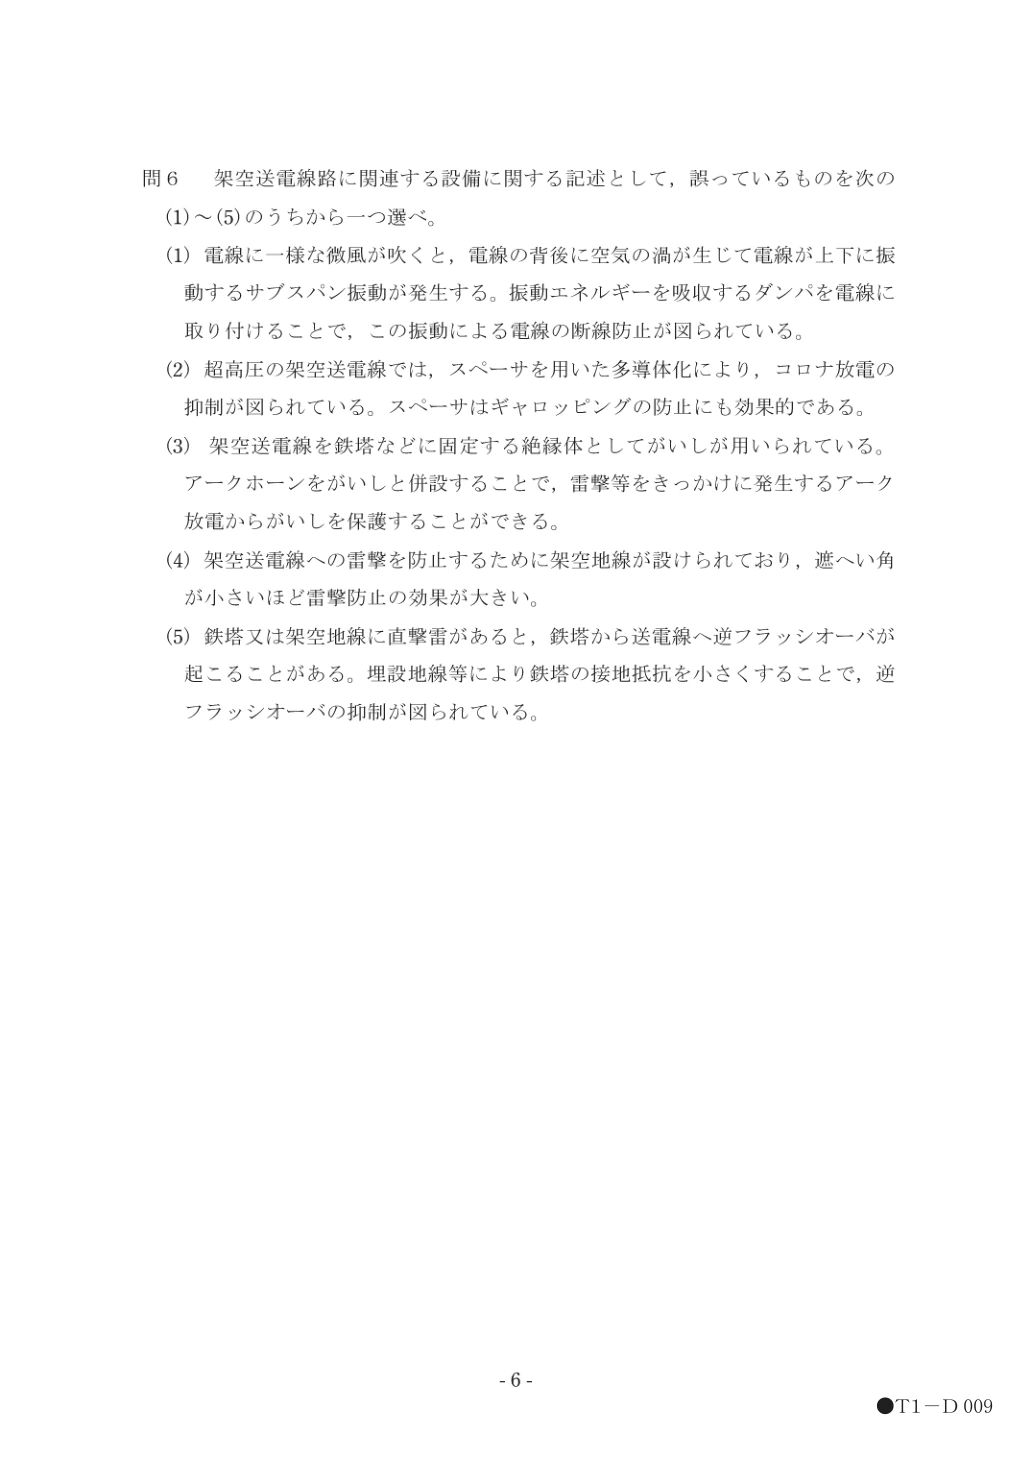 問6 架空送電線路に関連する設備に関する記述として，誤っているものを次の
(1)～(5)のうちから一つ選べ。
(1) 電線に一様な微風が吹くと，電線の背後に空気の渦が生じて電線が上下に振
動するサブスパン振動が発生する。振動エネルギーを吸収するダンパを電線に
取り付けることで，この振動による電線の断線防止が図られている。
(2) 超高圧の架空送電線では，スペーサを用いた多導体化により，コロナ放電の
抑制が図られている。スペーサはギャロッピングの防止にも効果的である。
(3) 架空送電線を鉄塔などに固定する絶縁体としてがいしが用いられている。
アークホーンをがいしと併設することで，雷撃等をきっかけに発生するアーク
放電からがいしを保護することができる。
(4) 架空送電線への雷撃を防止するために架空地線が設けられており，遮へい角
が小さいほど雷撃防止の効果が大きい。
(5) 鉄塔又は架空地線に直撃雷があると，鉄塔から送電線へ逆フラッシオーバが
起こることがある。埋設地線等により鉄塔の接地抵抗を小さくすることで，逆
フラッシオーバの抑制が図られている。
- 6 -
●T1－D 009